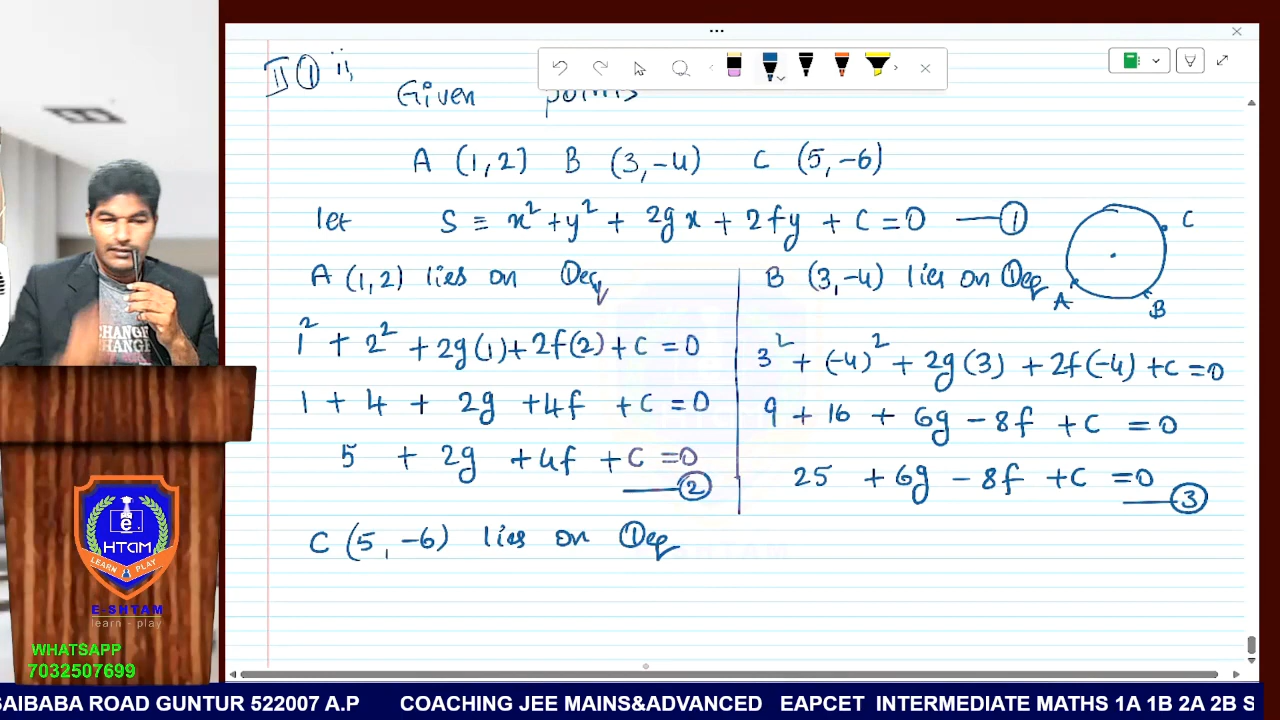 II ① ii,
Given points
A (1,2) B (3,-4) C (5,-6)
let S ≡ x² + y² + 2gx + 2fy + C = 0 —①
C
A
B
A (1,2) lies on ① eq
1² + 2² + 2g(1) + 2f(2) + C = 0
1 + 4 + 2g + 4f + C = 0
5 + 2g + 4f + C = 0 —②
B (3,-4) lies on ① eq
3² + (-4)² + 2g(3) + 2f(-4) + C = 0
9 + 16 + 6g - 8f + C = 0
25 + 6g - 8f + C = 0 —③
C (5,-6) lies on ① eq
CHANGE
CHANGE
e
HTAM
LEARN PLAY
E-SHTAM
learn - play
WHATSAPP
7032507699
SAIBABA ROAD GUNTUR 522007 A.P COACHING JEE MAINS&ADVANCED EAPCET INTERMEDIATE MATHS 1A 1B 2A 2B S